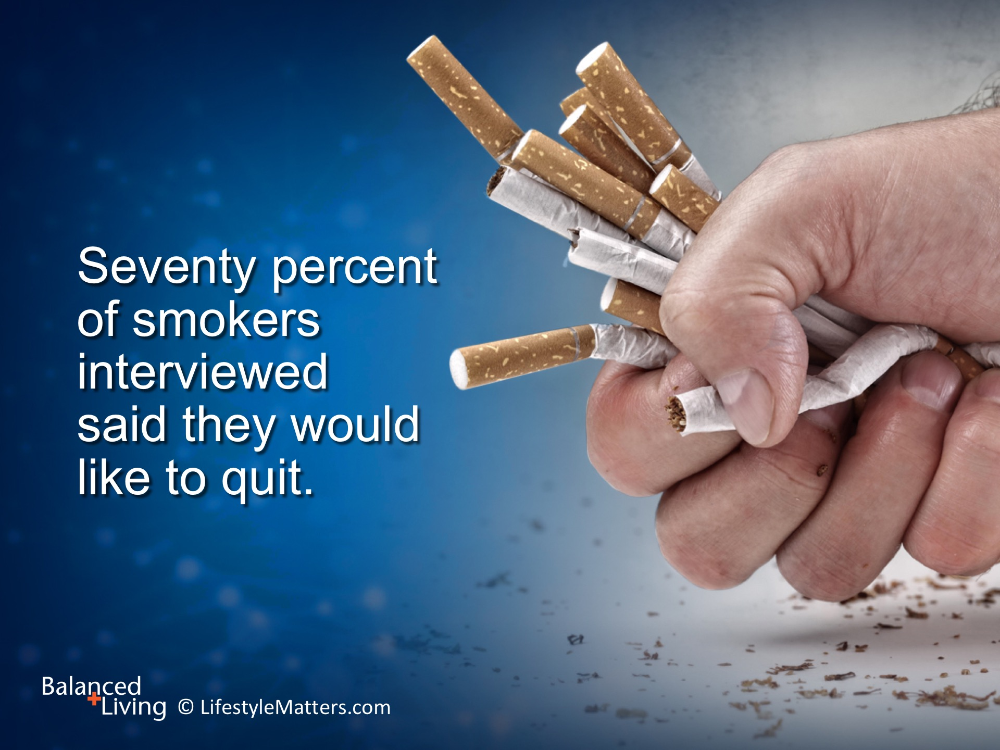 Seventy percent
of smokers
interviewed
said they would
like to quit.
Balanced
Living © LifestyleMatters.com